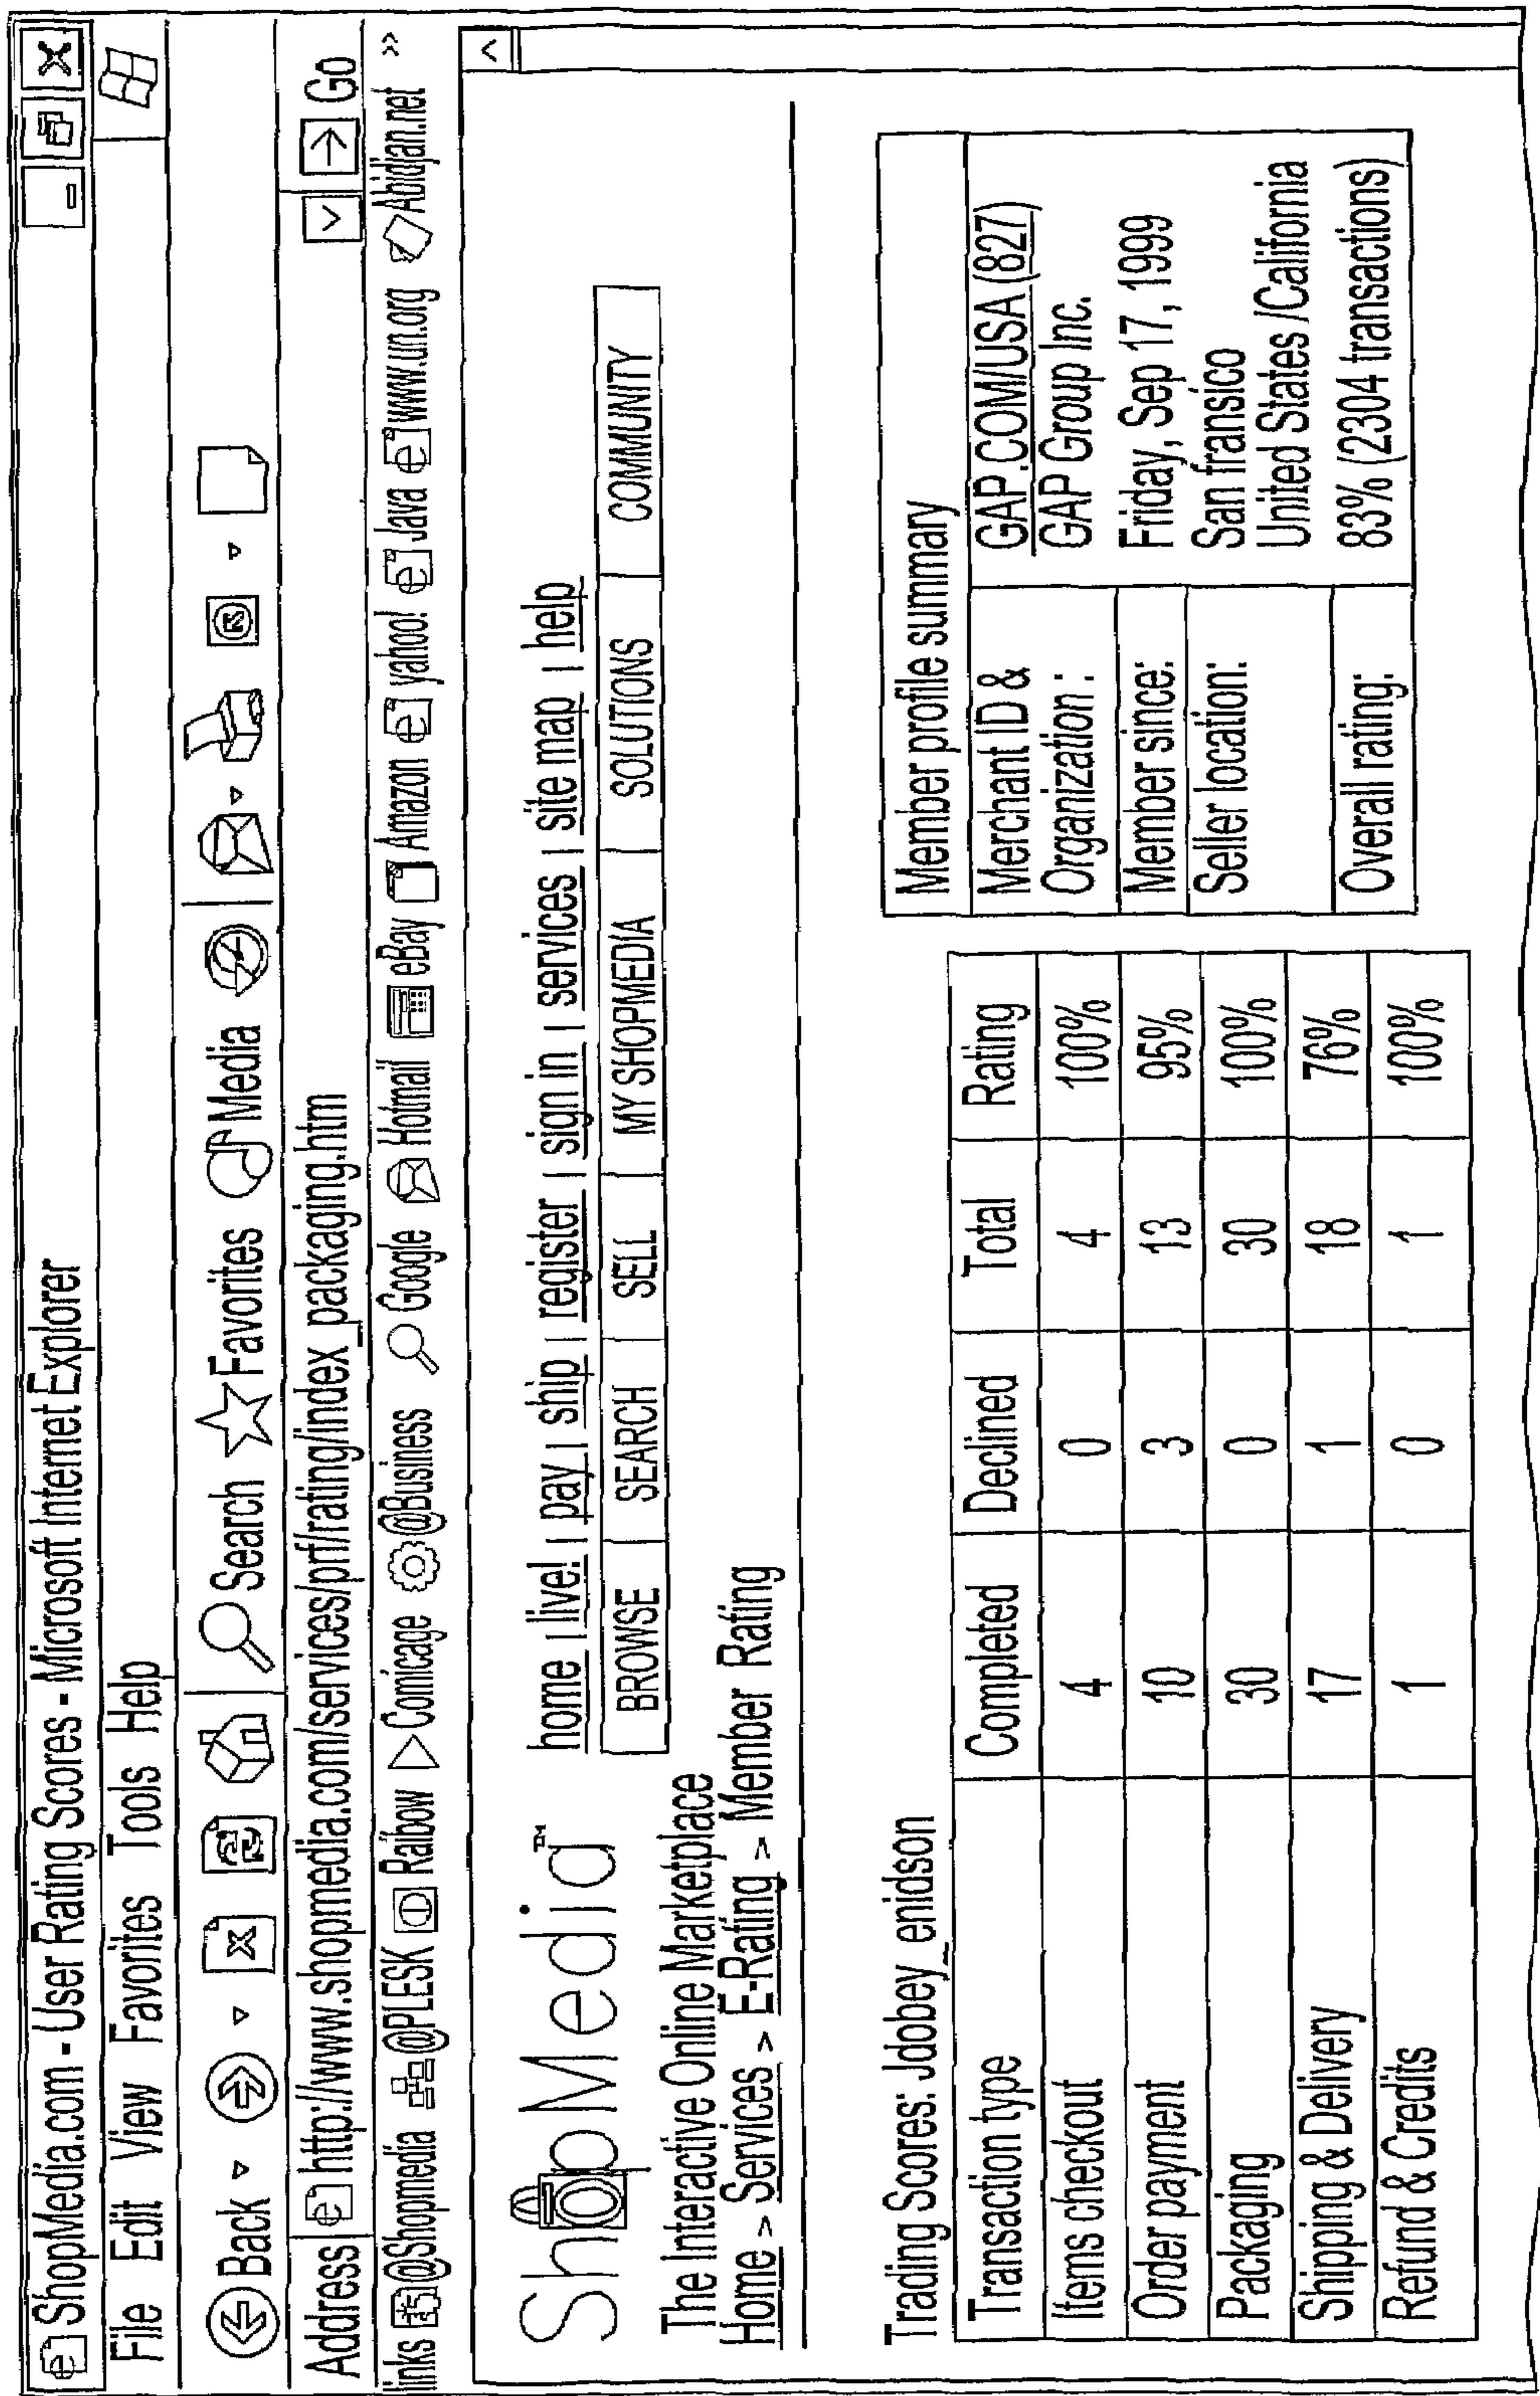 ShopMedia.com - User Rating Scores - Microsoft Internet Explorer
File Edit View Favorites Tools Help
Back Search Favorites Media
Address http://www.shopmedia.com/services/prf/rating/index_packaging.htm Go
links @Shopmedia @PLESK Raibow Comicage @Business Google Hotmail eBay Amazon yahoo! Java www.un.org Abidjan.net »
ShopMedia™ home | live! | pay | ship | register | sign in | services | site map | help
BROWSE SEARCH SELL MY SHOPMEDIA SOLUTIONS COMMUNITY
The Interactive Online Marketplace
Home > Services > E-Rating > Member Rating
Trading Scores: Jdobey_enidson
Transaction type Completed Declined Total Rating
Items checkout 4 0 4 100%
Order payment 10 3 13 95%
Packaging 30 0 30 100%
Shipping & Delivery 17 1 18 76%
Refund & Credits 1 0 1 100%
Member profile summary
Merchant ID & GAP.COM/USA (827)
Organization : GAP Group Inc.
Member since: Friday, Sep 17, 1999
Seller location: San fransico
United States /California
Overall rating: 83% (2304 transactions)